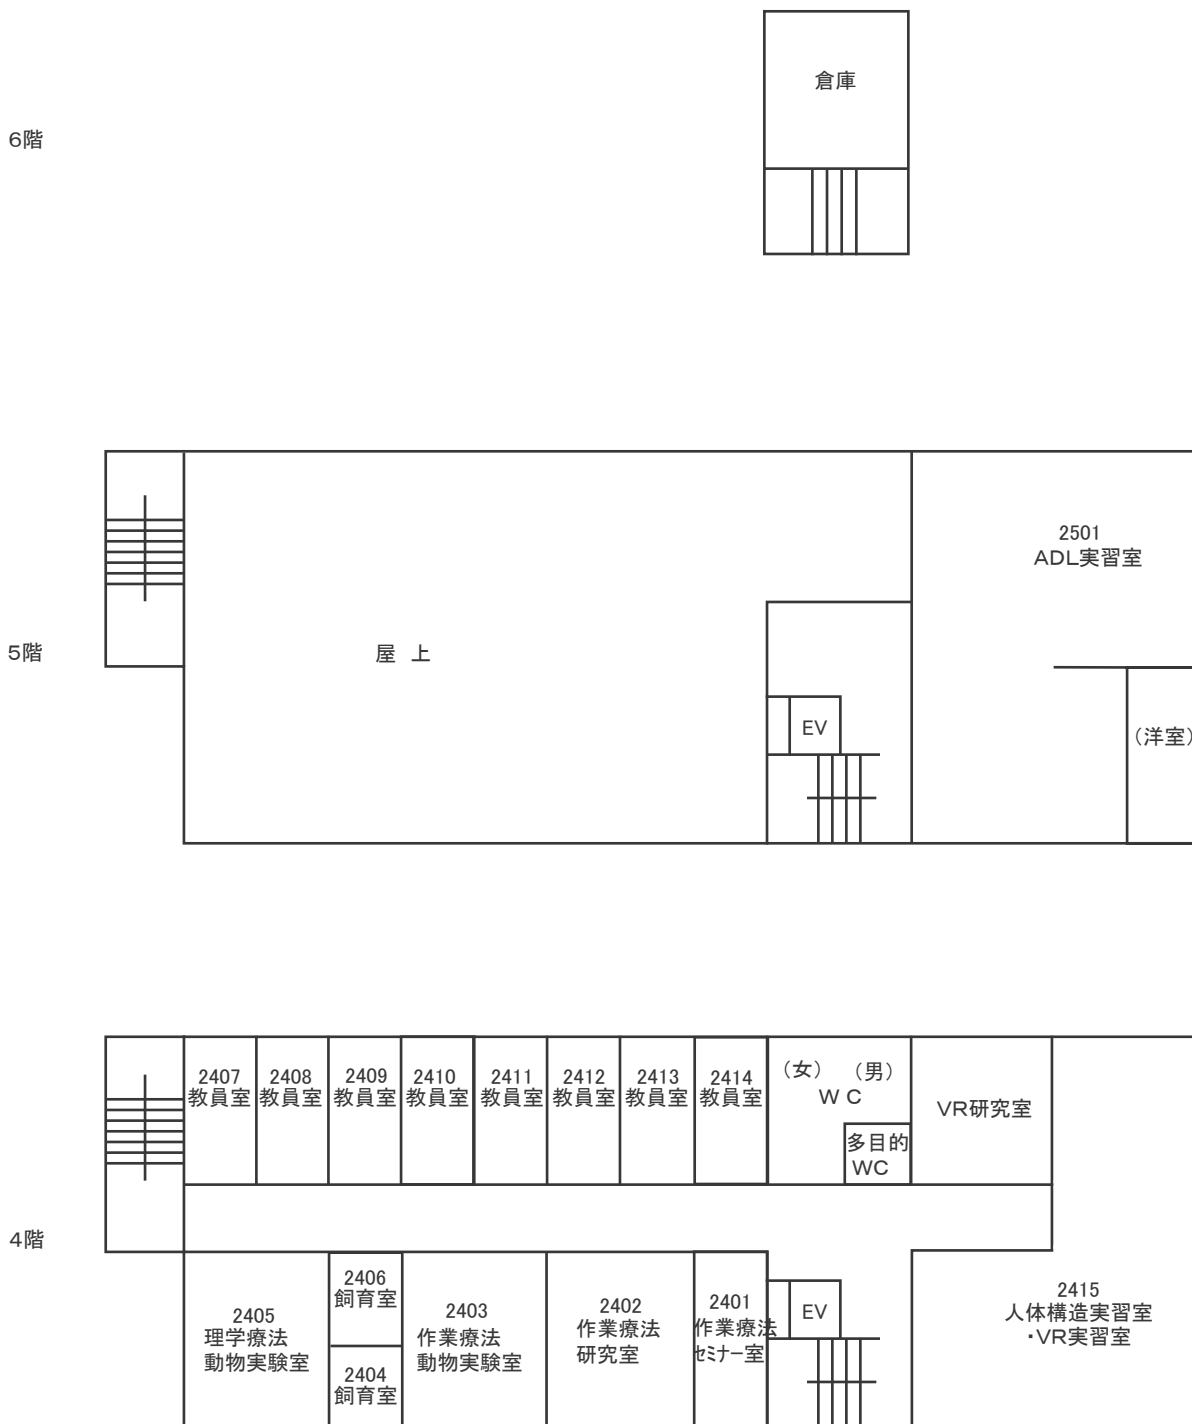 倉庫
6階
2501
ADL実習室
5階
屋 上
EV
(洋室)
2407
教員室
2408
教員室
2409
教員室
2410
教員室
2411
教員室
2412
教員室
2413
教員室
2414
教員室
(女) (男)
WC
多目的
WC
VR研究室
4階
2405
理学療法
動物実験室
2406
飼育室
2404
飼育室
2403
作業療法
動物実験室
2402
作業療法
研究室
2401
作業療法
セミナー室
EV
2415
人体構造実習室
・VR実習室